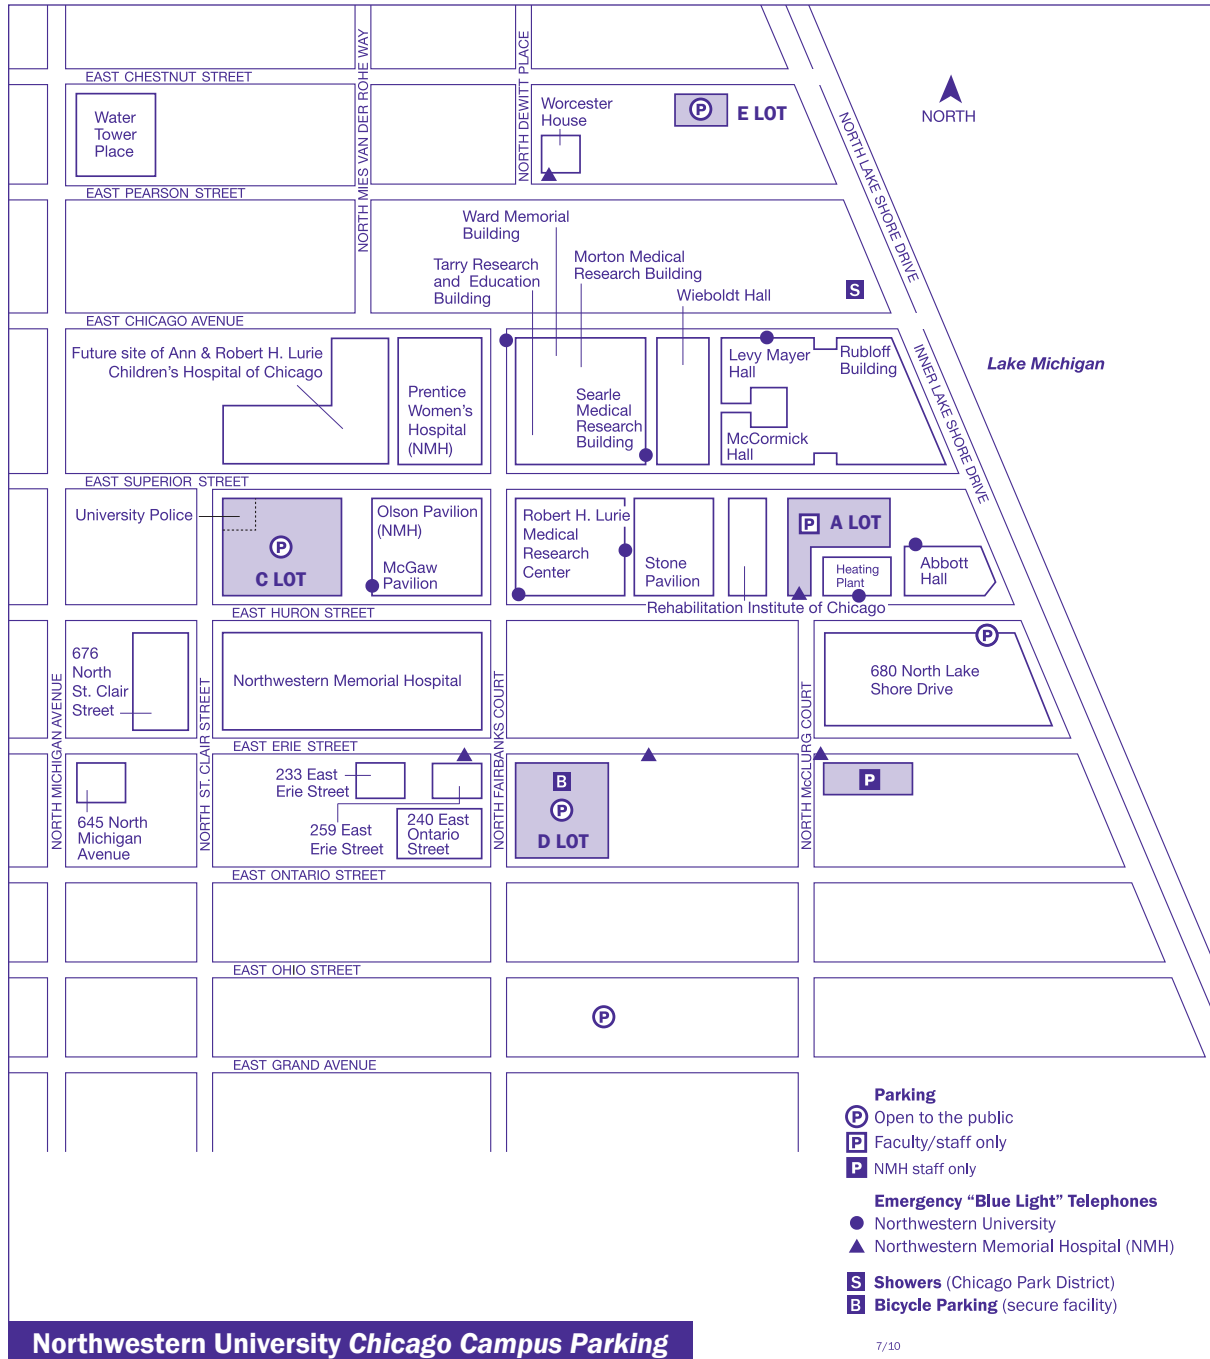 EAST CHESTNUT STREET
NORTH MIES VAN DER ROHE WAY
NORTH DEWITT PLACE
Water
Tower
Place
Worcester
House
P
E LOT
NORTH
NORTH LAKE SHORE DRIVE
EAST PEARSON STREET
Ward Memorial
Building
Tarry Research
and Education
Building
Morton Medical
Research Building
Wieboldt Hall
S
EAST CHICAGO AVENUE
INNER LAKE SHORE DRIVE
Lake Michigan
Future site of Ann & Robert H. Lurie
Children's Hospital of Chicago
Prentice
Women's
Hospital
(NMH)
Searle
Medical
Research
Building
Levy Mayer
Hall
Rubloff
Building
McCormick
Hall
EAST SUPERIOR STREET
University Police
P
C LOT
Olson Pavilion
(NMH)
McGaw
Pavilion
Robert H. Lurie
Medical
Research
Center
Stone
Pavilion
P
A LOT
Heating
Plant
Abbott
Hall
Rehabilitation Institute of Chicago
EAST HURON STREET
P
676
North
St. Clair
Street
Northwestern Memorial Hospital
680 North Lake
Shore Drive
NORTH MICHIGAN AVENUE
NORTH ST. CLAIR STREET
NORTH FAIRBANKS COURT
NORTH McCLURG COURT
EAST ERIE STREET
645 North
Michigan
Avenue
233 East
Erie Street
259 East
Erie Street
240 East
Ontario
Street
B
P
D LOT
P
EAST ONTARIO STREET
EAST OHIO STREET
P
EAST GRAND AVENUE
Parking
P Open to the public
P Faculty/staff only
P NMH staff only
Emergency “Blue Light” Telephones
Northwestern University
Northwestern Memorial Hospital (NMH)
S Showers (Chicago Park District)
B Bicycle Parking (secure facility)
Northwestern University Chicago Campus Parking
7/10